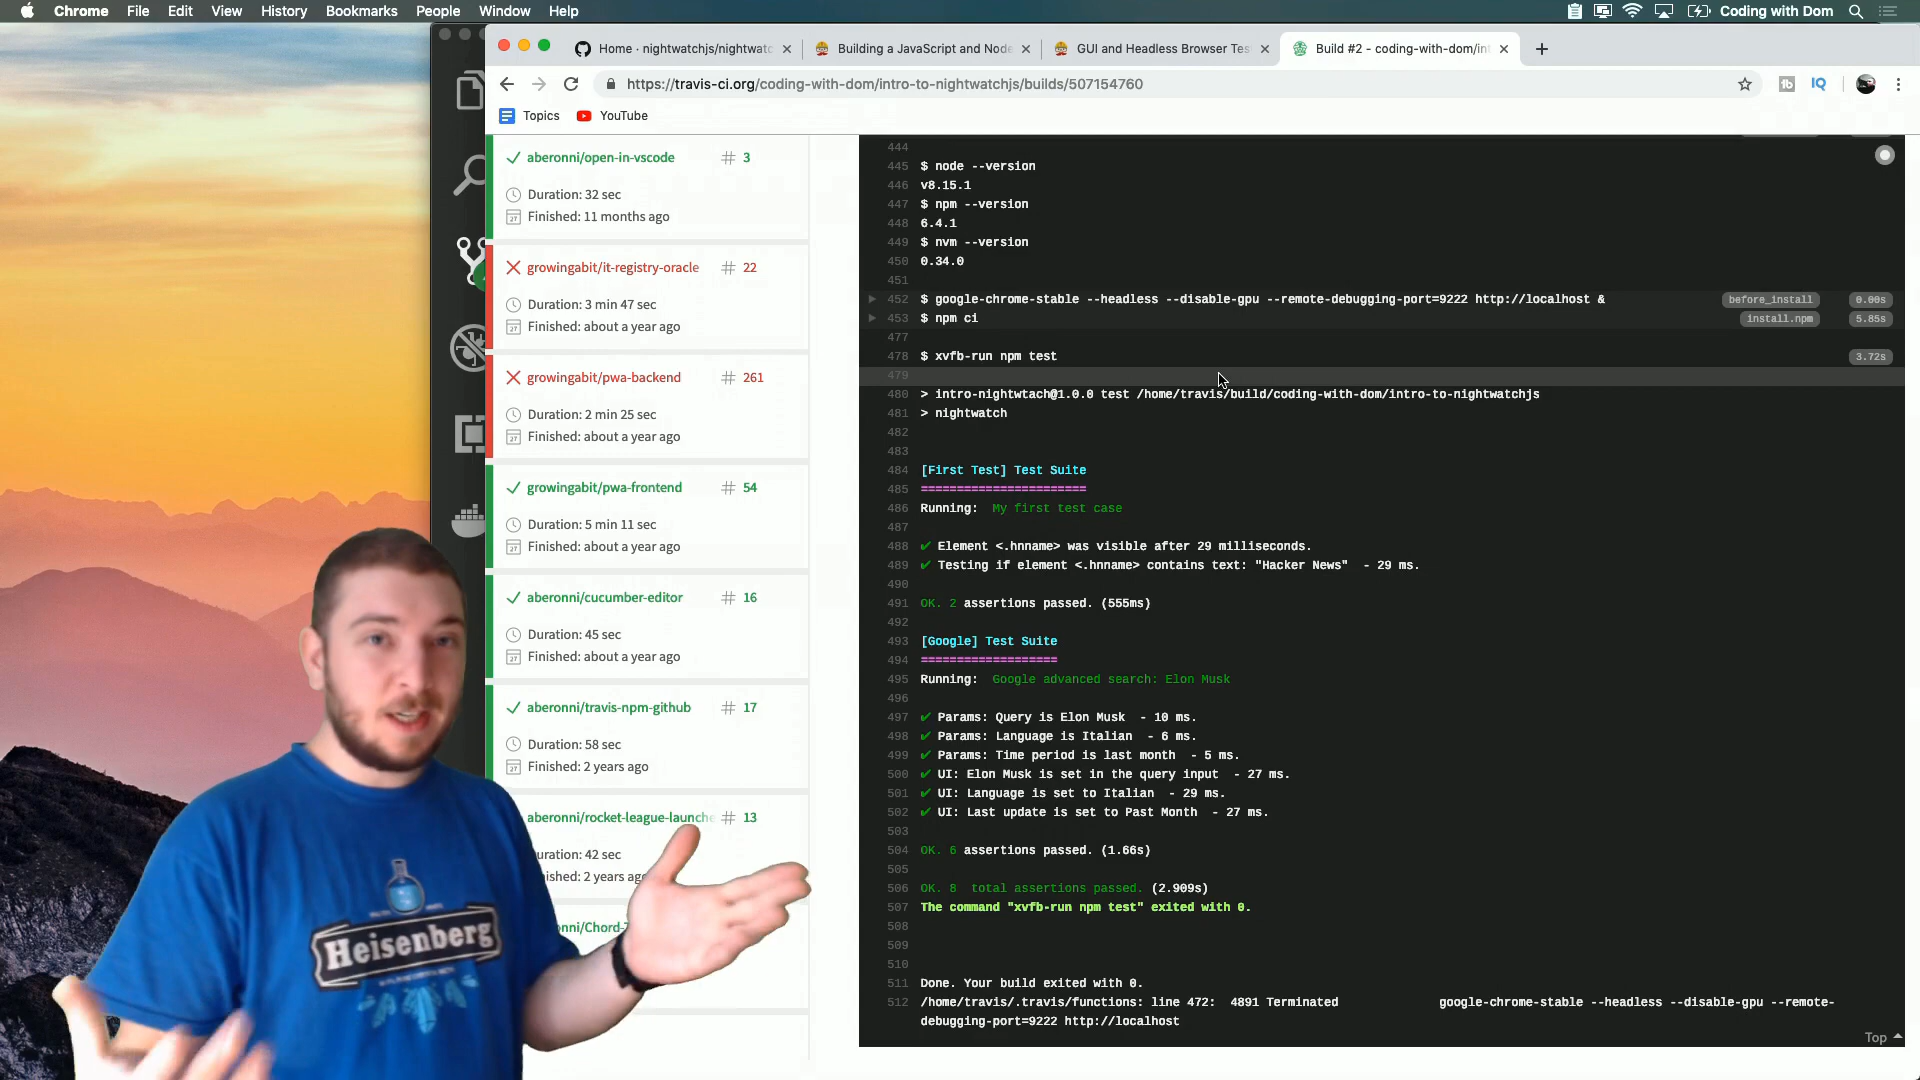 Chrome File Edit View History Bookmarks People Window Help
Coding with Dom
Home · nightwatchjs/nightwatc
Building a JavaScript and Node
GUI and Headless Browser Tes
Build #2 - coding-with-dom/int
https://travis-ci.org/coding-with-dom/intro-to-nightwatchjs/builds/507154760
Topics
YouTube
aberonni/open-in-vscode # 3
Duration: 32 sec
Finished: 11 months ago
growingabit/it-registry-oracle # 22
Duration: 3 min 47 sec
Finished: about a year ago
growingabit/pwa-backend # 261
Duration: 2 min 25 sec
Finished: about a year ago
growingabit/pwa-frontend # 54
Duration: 5 min 11 sec
Finished: about a year ago
aberonni/cucumber-editor # 16
Duration: 45 sec
Finished: about a year ago
aberonni/travis-npm-github # 17
Duration: 58 sec
Finished: 2 years ago
aberonni/rocket-league-launche # 13
uration: 42 sec
ished: 2 years ag
nni/Chord-
Heisenberg
444
445 $ node --version
446 v8.15.1
447 $ npm --version
448 6.4.1
449 $ nvm --version
450 0.34.0
451
452 $ google-chrome-stable --headless --disable-gpu --remote-debugging-port=9222 http://localhost & before_install 0.00s
453 $ npm ci install.npm 5.85s
477
478 $ xvfb-run npm test 3.72s
479
480 > intro-nightwtach@1.0.0 test /home/travis/build/coding-with-dom/intro-to-nightwatchjs
481 > nightwatch
482
483
484 [First Test] Test Suite
485 =======================
486 Running: My first test case
487
488 ✔ Element <.hnname> was visible after 29 milliseconds.
489 ✔ Testing if element <.hnname> contains text: "Hacker News" - 29 ms.
490
491 OK. 2 assertions passed. (555ms)
492
493 [Google] Test Suite
494 ===================
495 Running: Google advanced search: Elon Musk
496
497 ✔ Params: Query is Elon Musk - 10 ms.
498 ✔ Params: Language is Italian - 6 ms.
499 ✔ Params: Time period is last month - 5 ms.
500 ✔ UI: Elon Musk is set in the query input - 27 ms.
501 ✔ UI: Language is set to Italian - 29 ms.
502 ✔ UI: Last update is set to Past Month - 27 ms.
503
504 OK. 6 assertions passed. (1.66s)
505
506 OK. 8 total assertions passed. (2.909s)
507 The command "xvfb-run npm test" exited with 0.
508
509
510
511 Done. Your build exited with 0.
512 /home/travis/.travis/functions: line 472: 4891 Terminated google-chrome-stable --headless --disable-gpu --remote-
debugging-port=9222 http://localhost
Top